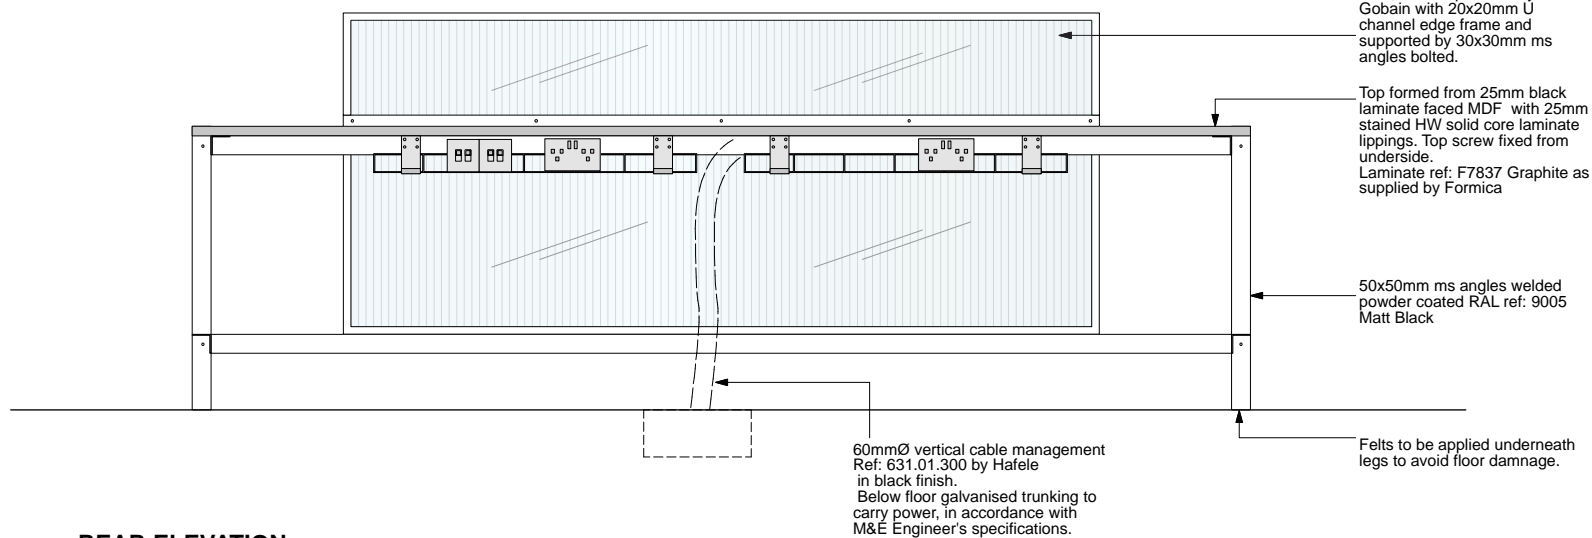 Gobain with 20x20mm U
channel edge frame and
supported by 30x30mm ms
angles bolted.
Top formed from 25mm black
laminate faced MDF with 25mm
stained HW solid core laminate
lippings. Top screw fixed from
underside.
Laminate ref: F7837 Graphite as
supplied by Formica
50x50mm ms angles welded
powder coated RAL ref: 9005
Matt Black
60mmØ vertical cable management
Ref: 631.01.300 by Hafele
in black finish.
Below floor galvanised trunking to
carry power, in accordance with
M&E Engineer's specifications.
Felts to be applied underneath
legs to avoid floor damnage.
REAR ELEVATION